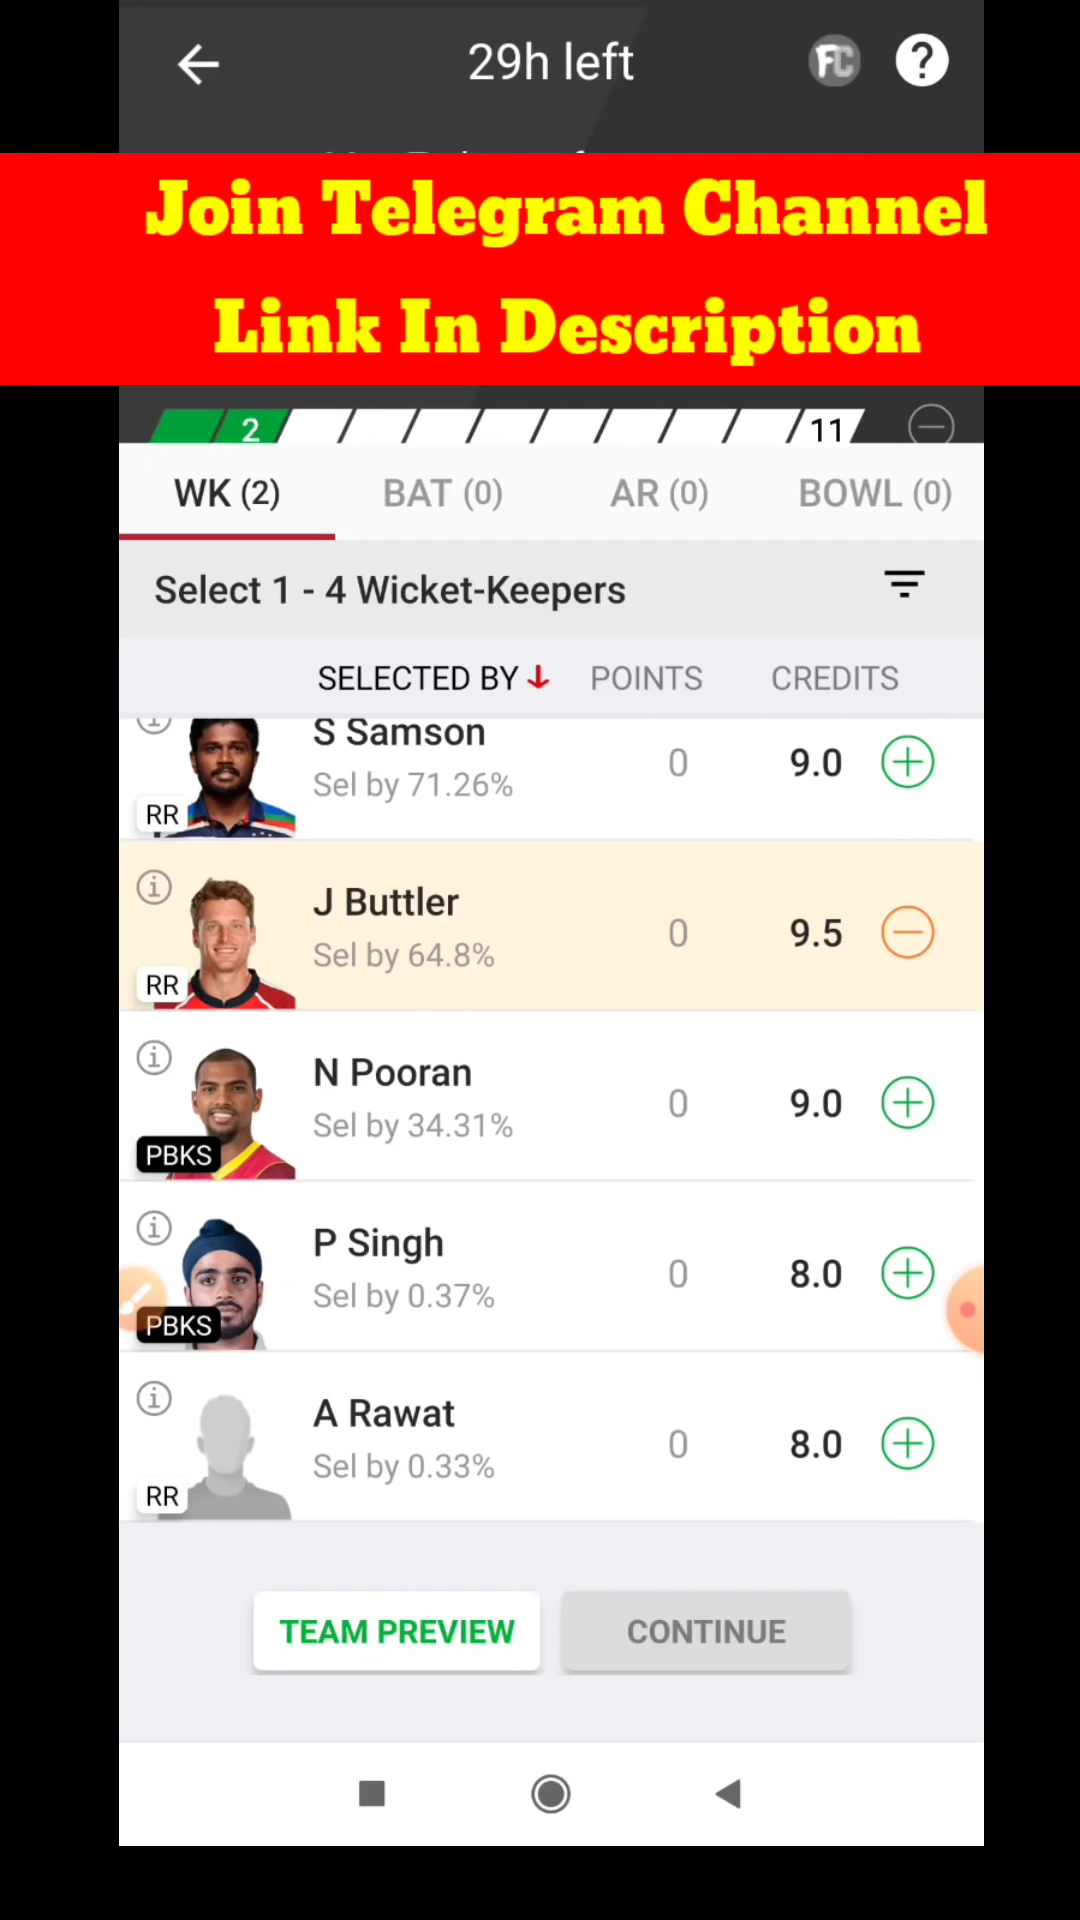 29h left
FC
?
Join Telegram Channel
Link In Description
2
11
WK (2)
BAT (0)
AR (0)
BOWL (0)
Select 1 - 4 Wicket-Keepers
SELECTED BY
POINTS
CREDITS
S Samson
Sel by 71.26%
0
9.0
RR
J Buttler
Sel by 64.8%
0
9.5
RR
N Pooran
Sel by 34.31%
0
9.0
PBKS
P Singh
Sel by 0.37%
0
8.0
PBKS
A Rawat
Sel by 0.33%
0
8.0
RR
TEAM PREVIEW
CONTINUE